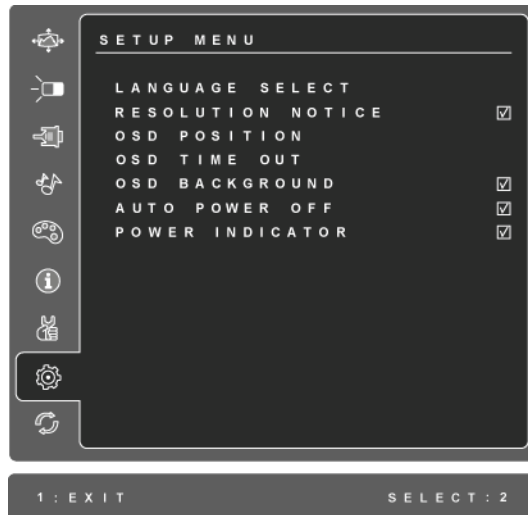 SETUP MENU
LANGUAGE SELECT
RESOLUTION NOTICE ☑
OSD POSITION
OSD TIME OUT
OSD BACKGROUND ☑
AUTO POWER OFF ☑
POWER INDICATOR ☑
1:EXIT SELECT:2